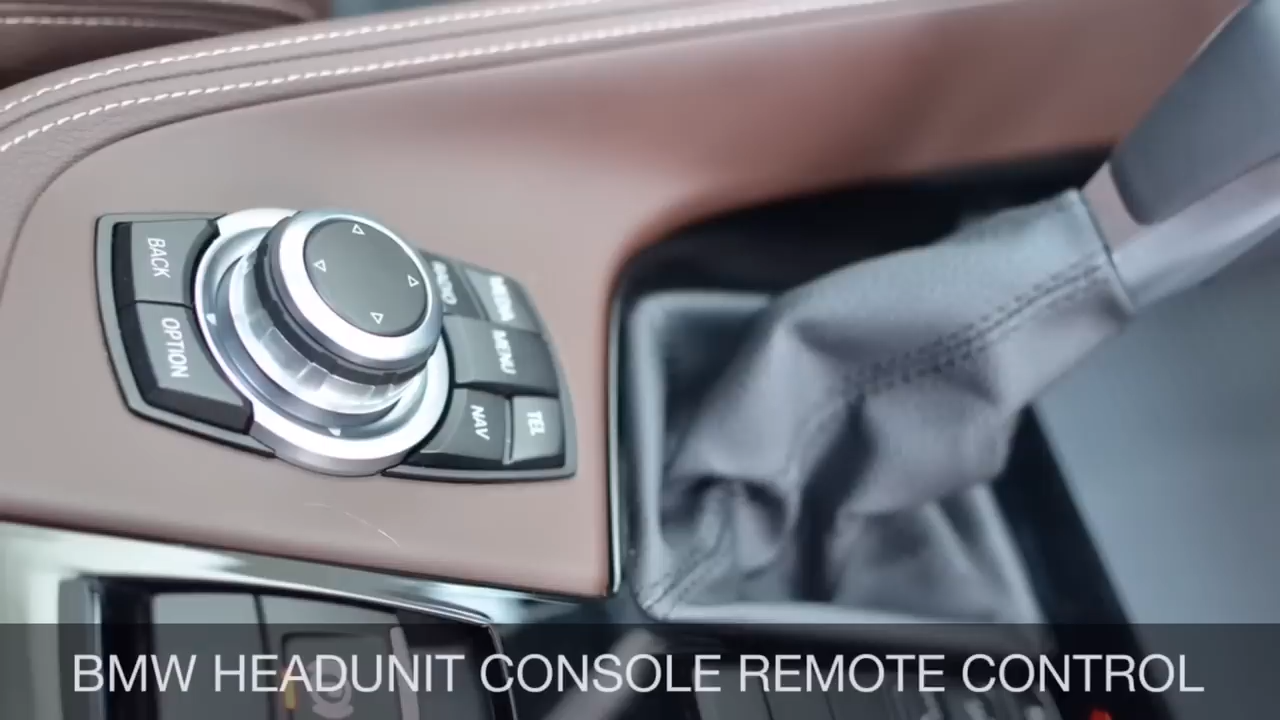 BACK
OPTION
RADIO
MEDIA
MENU
NAV
TEL
BMW HEADUNIT CONSOLE REMOTE CONTROL